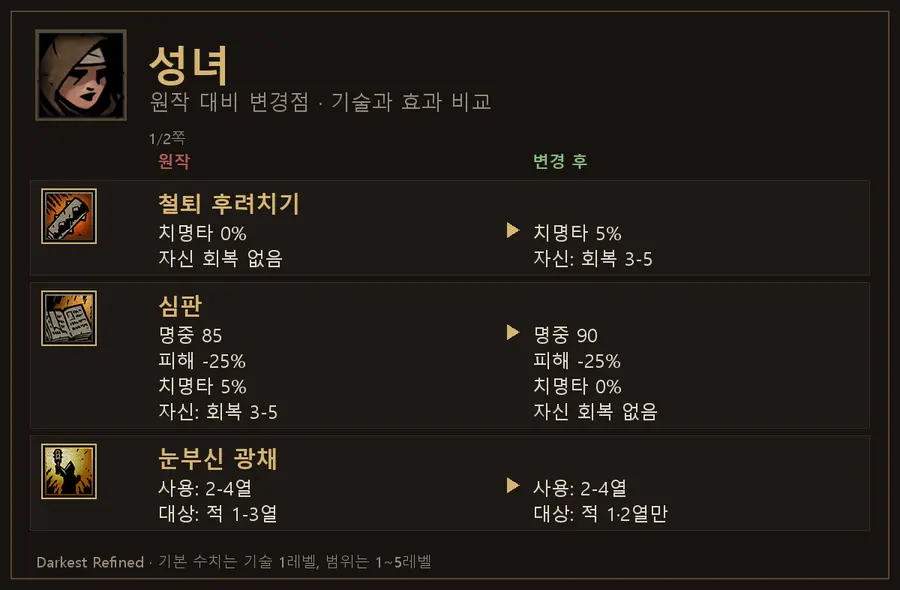 성녀
원작 대비 변경점 · 기술과 효과 비교
1/2쪽
원작 변경 후
철퇴 후려치기
치명타 0% ▶ 치명타 5%
자신 회복 없음 자신: 회복 3-5
심판
명중 85 ▶ 명중 90
피해 -25% 피해 -25%
치명타 5% 치명타 0%
자신: 회복 3-5 자신 회복 없음
눈부신 광채
사용: 2-4열 ▶ 사용: 2-4열
대상: 적 1-3열 대상: 적 1·2열만
Darkest Refined · 기본 수치는 기술 1레벨, 범위는 1~5레벨